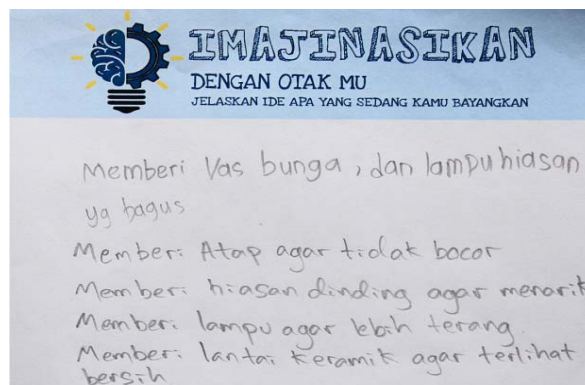 IMAJINASIKAN
DENGAN OTAK MU
JELASKAN IDE APA YANG SEDANG KAMU BAYANGKAN
Memberi Vas bunga, dan lampu hiasan
yg bagus
Memberi Atap agar tidak bocor
Memberi hiasan dinding agar menarik
Memberi lampu agar lebih terang.
Memberi lantai keramik agar terlihat
bersih